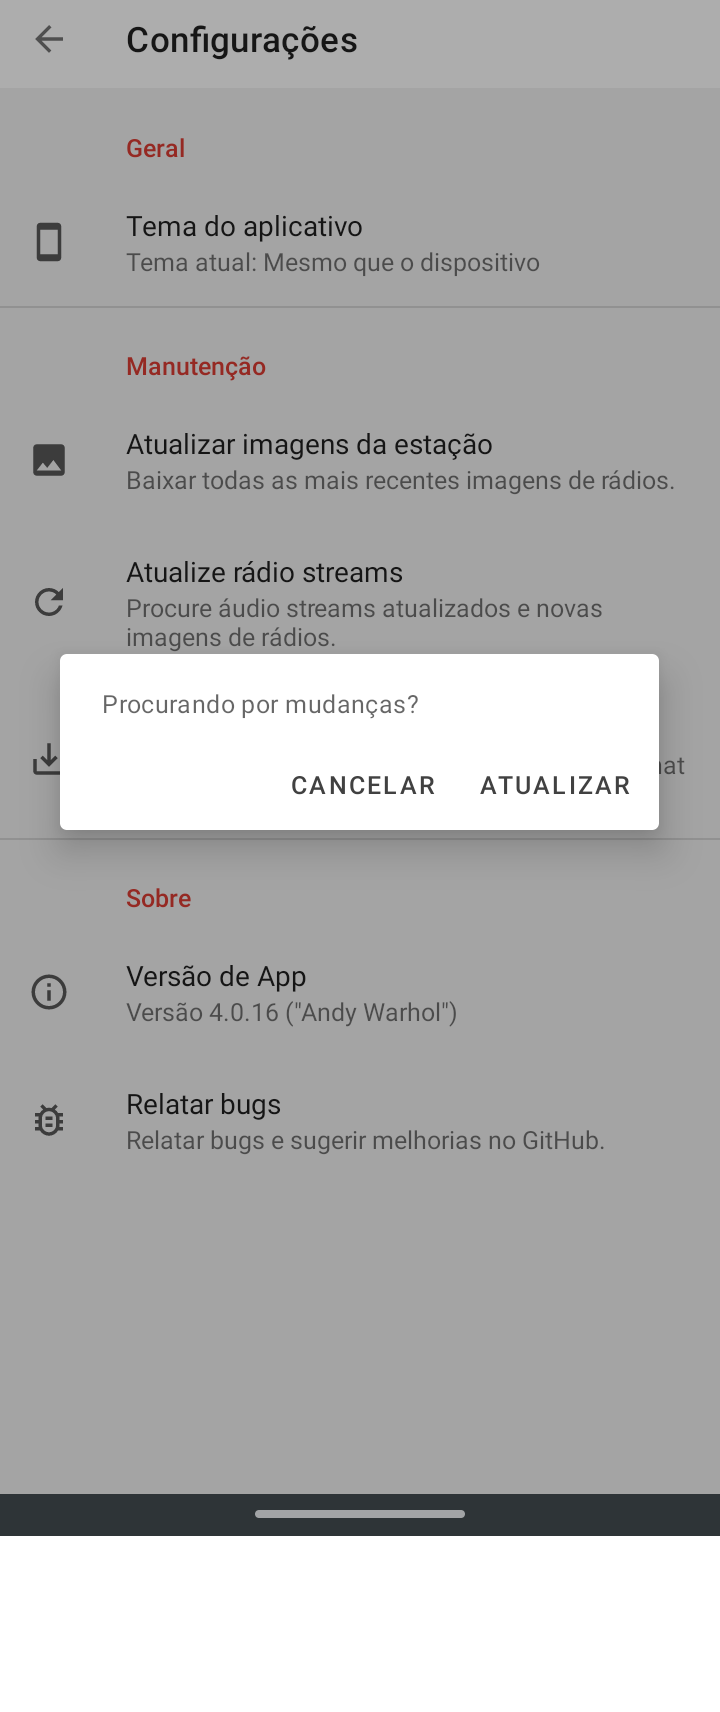 Configurações
Geral
Tema do aplicativo
Tema atual: Mesmo que o dispositivo
Manutenção
Atualizar imagens da estação
Baixar todas as mais recentes imagens de rádios.
Atualize rádio streams
Procure áudio streams atualizados e novas
imagens de rádios.
Procurando por mudanças?
CANCELAR ATUALIZAR
Sobre
Versão de App
Versão 4.0.16 ("Andy Warhol")
Relatar bugs
Relatar bugs e sugerir melhorias no GitHub.